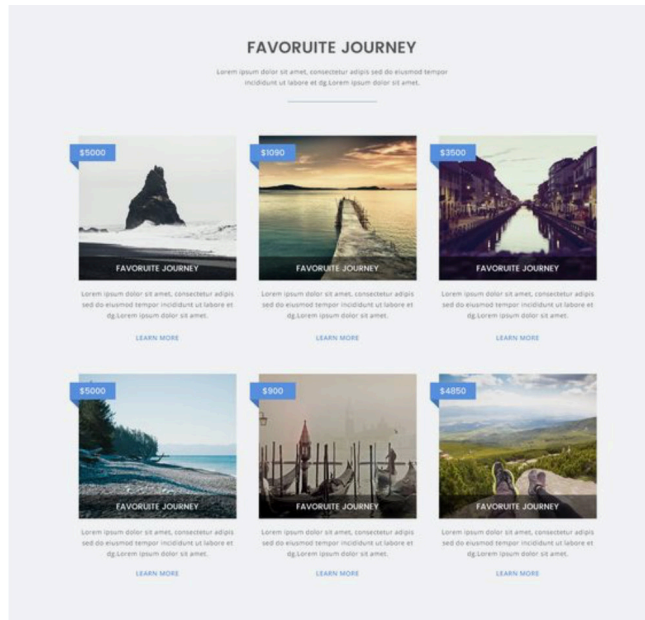 FAVORUITE JOURNEY
Lorem ipsum dolor sit amet, consectetur adipis sed do eiusmod tempor
incididunt ut labore et dg.Lorem ipsum dolor sit amet.
$5000
FAVORUITE JOURNEY
Lorem ipsum dolor sit amet, consectetur adipis
sed do eiusmod tempor incididunt ut labore et
dg.Lorem ipsum dolor sit amet.
LEARN MORE
$1090
FAVORUITE JOURNEY
Lorem ipsum dolor sit amet, consectetur adipis
sed do eiusmod tempor incididunt ut labore et
dg.Lorem ipsum dolor sit amet.
LEARN MORE
$3500
FAVORUITE JOURNEY
Lorem ipsum dolor sit amet, consectetur adipis
sed do eiusmod tempor incididunt ut labore et
dg.Lorem ipsum dolor sit amet.
LEARN MORE
$5000
FAVORUITE JOURNEY
Lorem ipsum dolor sit amet, consectetur adipis
sed do eiusmod tempor incididunt ut labore et
dg.Lorem ipsum dolor sit amet.
LEARN MORE
$900
FAVORUITE JOURNEY
Lorem ipsum dolor sit amet, consectetur adipis
sed do eiusmod tempor incididunt ut labore et
dg.Lorem ipsum dolor sit amet.
LEARN MORE
$4850
FAVORUITE JOURNEY
Lorem ipsum dolor sit amet, consectetur adipis
sed do eiusmod tempor incididunt ut labore et
dg.Lorem ipsum dolor sit amet.
LEARN MORE